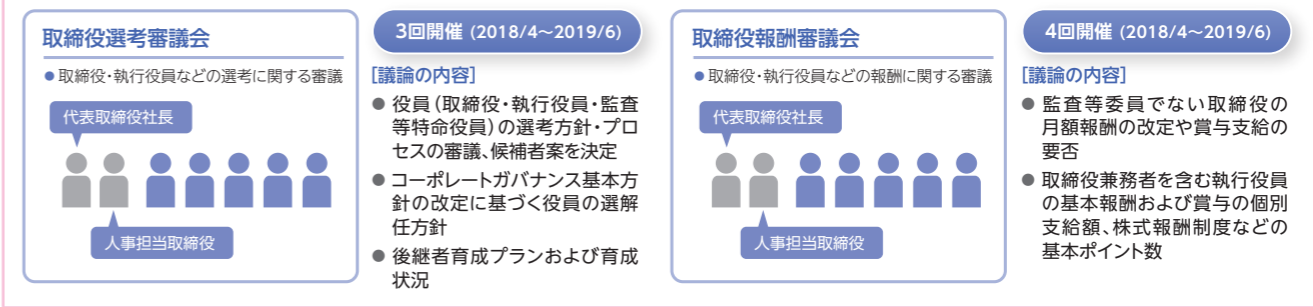 取締役選考審議会
●取締役・執行役員などの選考に関する審議
代表取締役社長
人事担当取締役
3回開催 (2018/4~2019/6)
[議論の内容]
● 役員(取締役・執行役員・監査
等特命役員)の選考方針・プロ
セスの審議、候補者案を決定
● コーポレートガバナンス基本方
針の改定に基づく役員の選解
任方針
● 後継者育成プランおよび育成
状況
取締役報酬審議会
●取締役・執行役員などの報酬に関する審議
代表取締役社長
人事担当取締役
4回開催 (2018/4~2019/6)
[議論の内容]
● 監査等委員でない取締役の
月額報酬の改定や賞与支給の
要否
● 取締役兼務者を含む執行役員
の基本報酬および賞与の個別
支給額、株式報酬制度などの
基本ポイント数